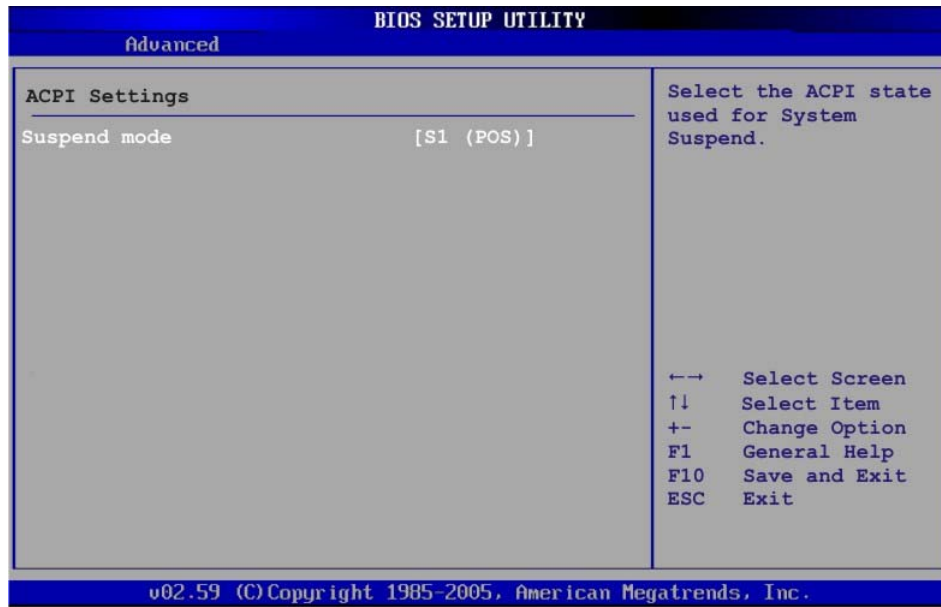 BIOS SETUP UTILITY
Advanced
ACPI Settings
Suspend mode [S1 (POS)]
Select the ACPI state
used for System
Suspend.
←→ Select Screen
↑↓ Select Item
+- Change Option
F1 General Help
F10 Save and Exit
ESC Exit
v02.59 (C)Copyright 1985-2005, American Megatrends, Inc.